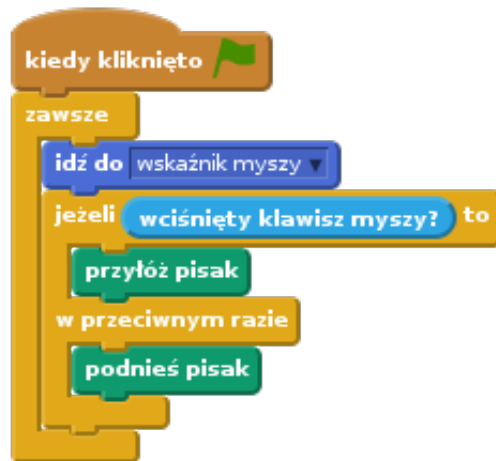 kiedy kliknięto
zawsze
idź do wskaźnik myszy
jeżeli wciśnięty klawisz myszy? to
przyłóż pisak
w przeciwnym razie
podnieś pisak